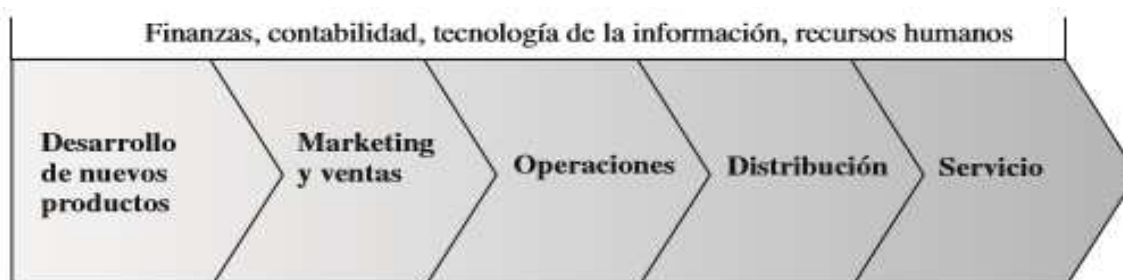 Finanzas, contabilidad, tecnología de la información, recursos humanos
Desarrollo
de nuevos
productos
Marketing
y ventas
Operaciones
Distribución
Servicio